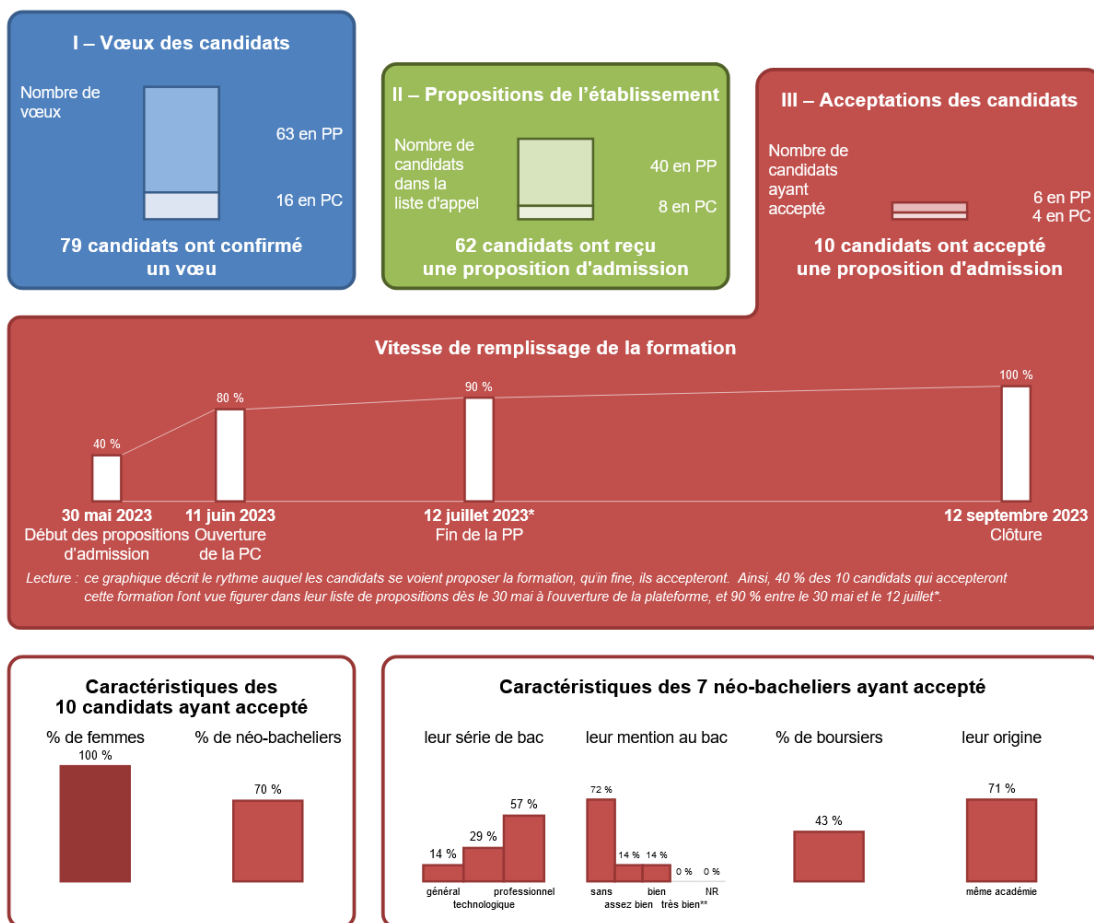 I – Vœux des candidats
Nombre de
vœux
63 en PP
16 en PC
79 candidats ont confirmé
un vœu
II – Propositions de l'établissement
Nombre de
candidats
dans la
liste d'appel
40 en PP
8 en PC
62 candidats ont reçu
une proposition d'admission
III – Acceptations des candidats
Nombre de
candidats
ayant
accepté
6 en PP
4 en PC
10 candidats ont accepté
une proposition d'admission
Vitesse de remplissage de la formation
40 %
80 %
90 %
100 %
30 mai 2023
Début des propositions
d'admission
11 juin 2023
Ouverture
de la PC
12 juillet 2023*
Fin de la PP
12 septembre 2023
Clôture
Lecture : ce graphique décrit le rythme auquel les candidats se voient proposer la formation, qu'in fine, ils accepteront. Ainsi, 40 % des 10 candidats qui accepteront
cette formation l'ont vue figurer dans leur liste de propositions dès le 30 mai à l'ouverture de la plateforme, et 90 % entre le 30 mai et le 12 juillet*.
Caractéristiques des
10 candidats ayant accepté
% de femmes
100 %
% de néo-bacheliers
70 %
Caractéristiques des 7 néo-bacheliers ayant accepté
leur série de bac
14 %
29 %
57 %
général
professionnel
technologique
leur mention au bac
72 %
14 %
14 %
0 %
0 %
sans
bien
NR
assez bien
très bien**
% de boursiers
43 %
leur origine
71 %
même académie